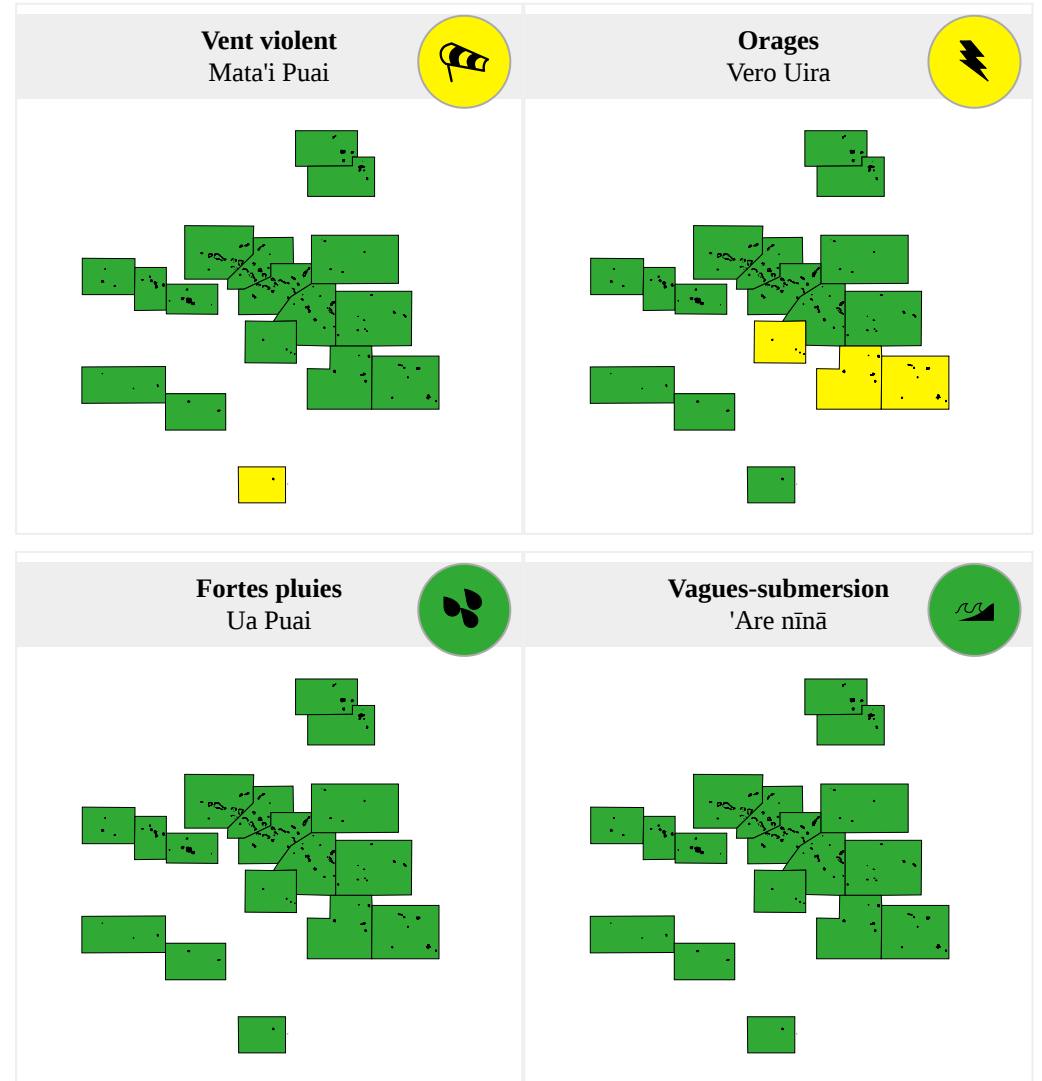 Vent violent
Mata'i Puai
Orages
Vero Uira
Fortes pluies
Ua Puai
Vagues-submersion
'Are nīnā